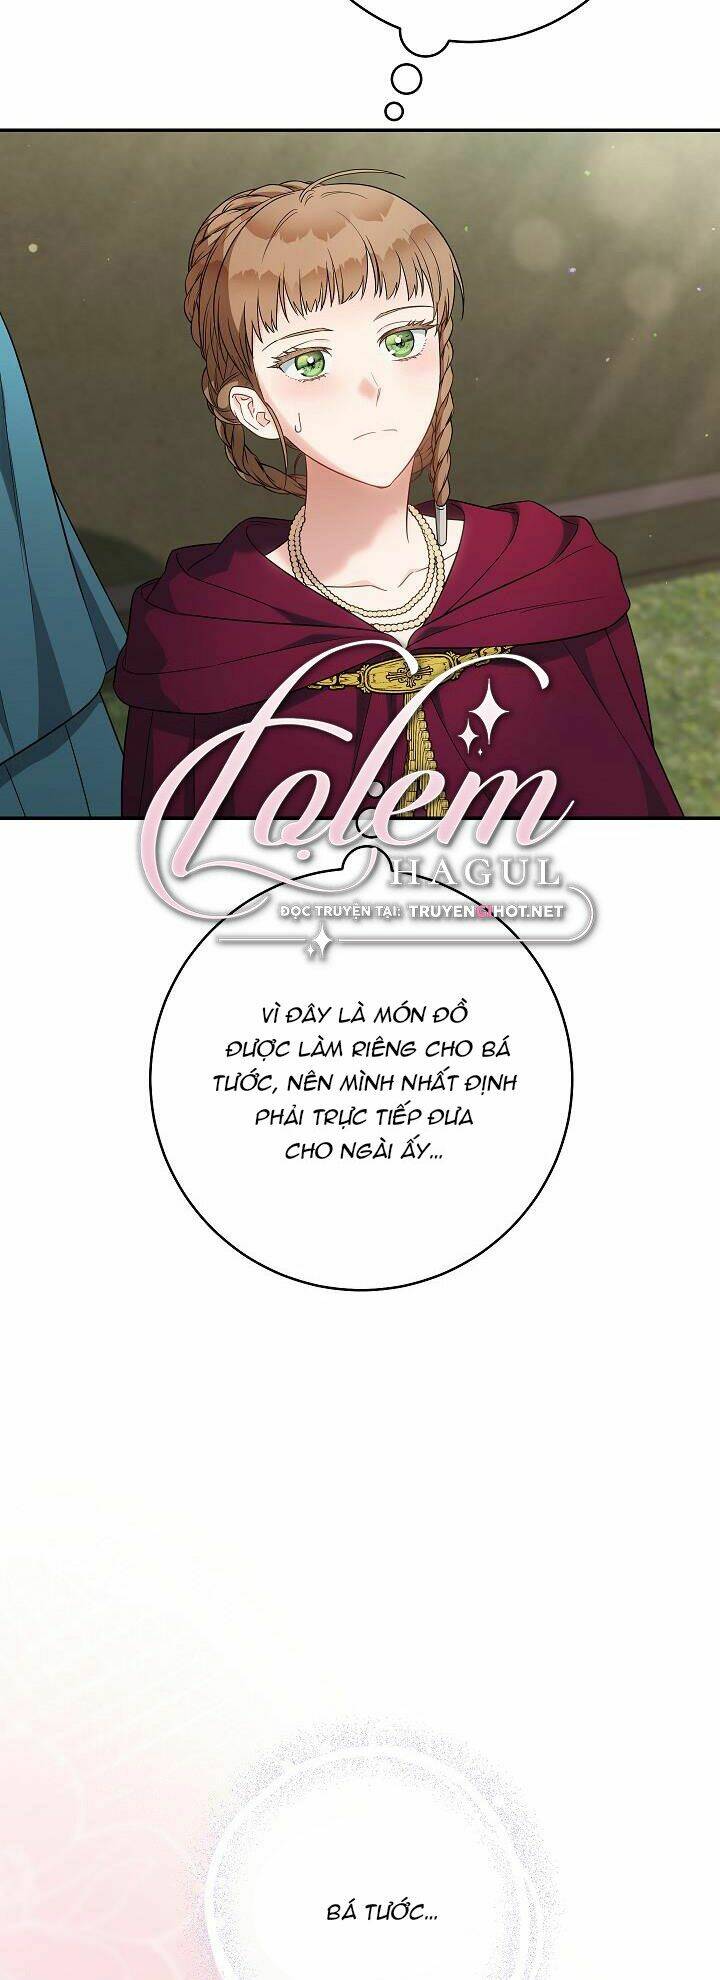 Lọlem
HAGUL
ĐỌC TRUYỆN TẠI: TRUYENGIHOT.NET
VÌ ĐÂY LÀ MÓN ĐỒ
ĐƯỢC LÀM RIÊNG CHO BÁ
TƯỚC, NÊN MÌNH NHẤT ĐỊNH
PHẢI TRỰC TIẾP ĐƯA
CHO NGÀI ẤY...
BÁ TƯỚC...